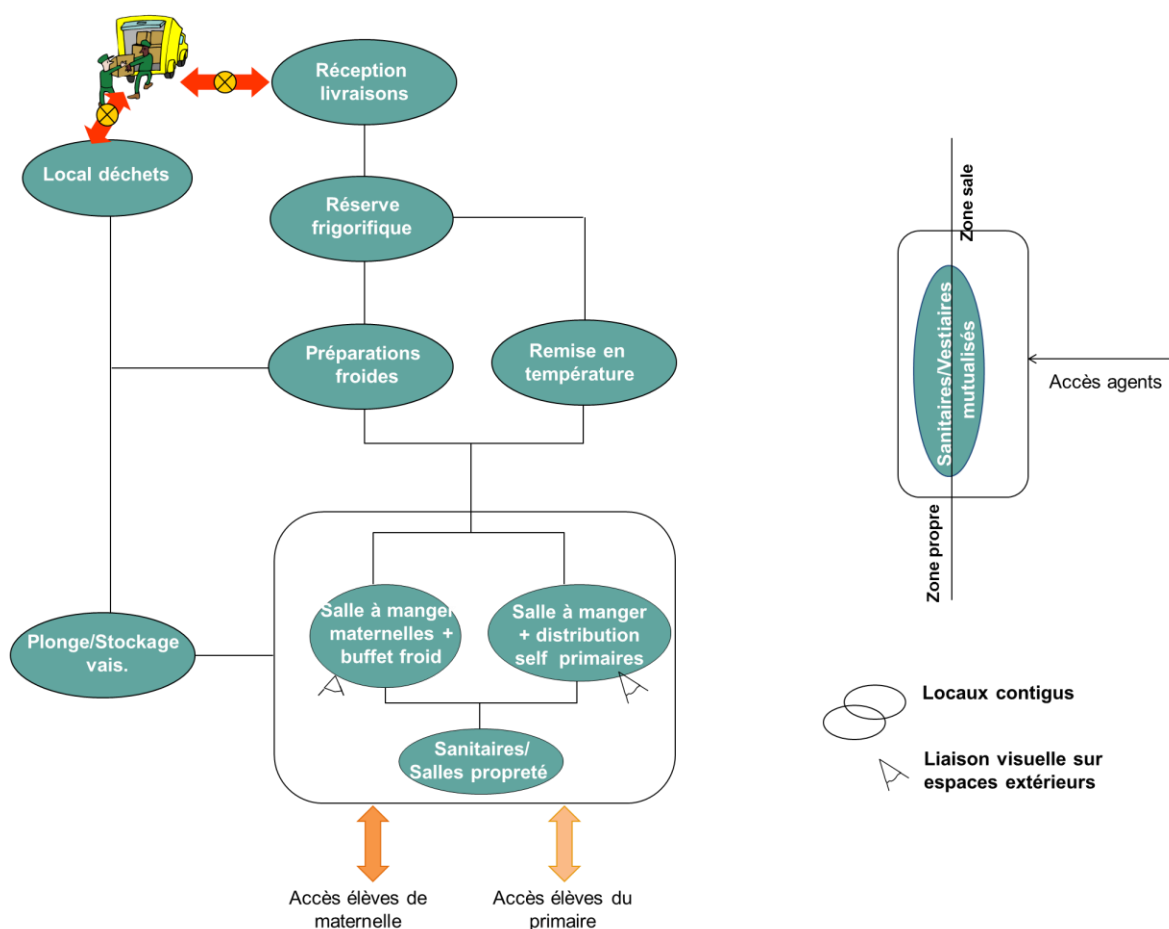 Réception
livraisons
Local déchets
Réserve
frigorifique
Préparations
froides
Remise en
température
Salle à manger
maternelles +
buffet froid
Salle à manger
+ distribution
self primaires
Plonge/Stockage
vais.
Sanitaires/
Salles propreté
Accès élèves de
maternelle
Accès élèves du
primaire
Zone sale
Sanitaires/Vestiaires
mutualisés
Zone propre
Accès agents
Locaux contigus
Liaison visuelle sur
espaces extérieurs